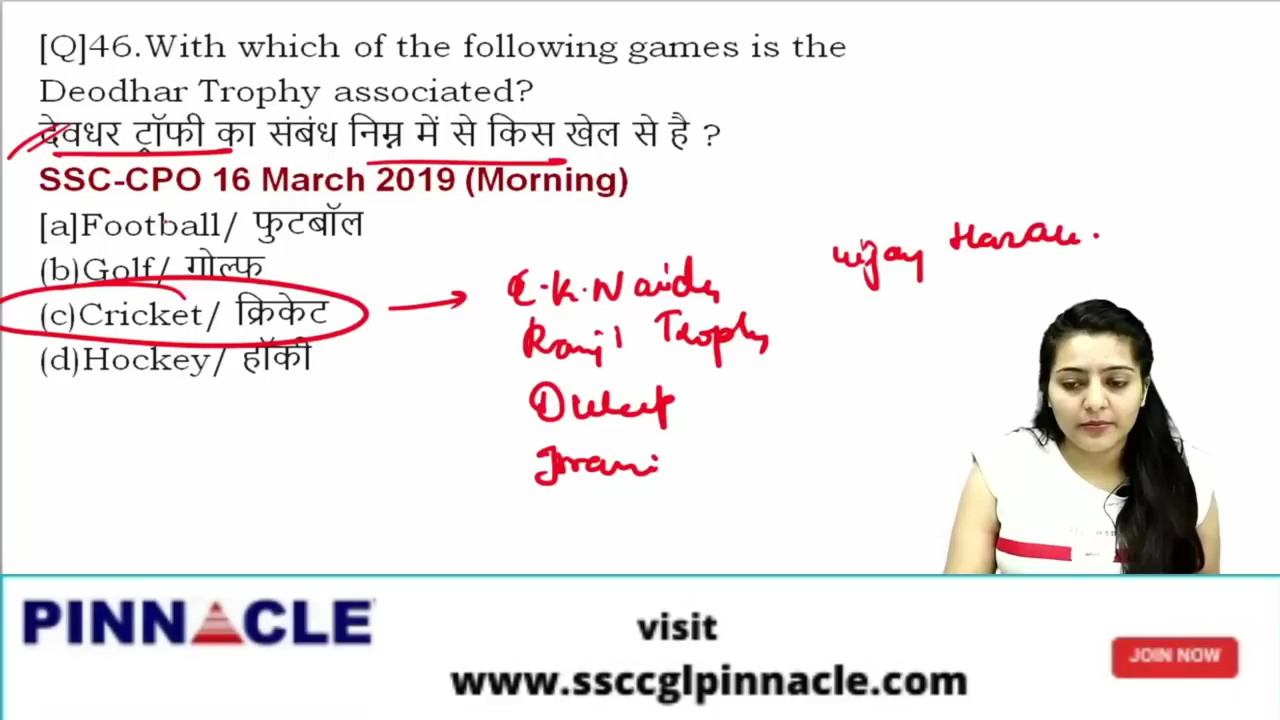 [Q]46.With which of the following games is the
Deodhar Trophy associated?
देवधर ट्रॉफी का संबंध निम्न में से किस खेल से है ?
SSC-CPO 16 March 2019 (Morning)
[a]Football/ फुटबॉल
(b)Golf/ गोल्फ
(c)Cricket/ क्रिकेट
(d)Hockey/ हॉकी
vijay Hazare.
C.K.Naidu
Ranji Trophy
Duleep
Irani
PINNACLE
visit
www.ssccglpinnacle.com
JOIN NOW